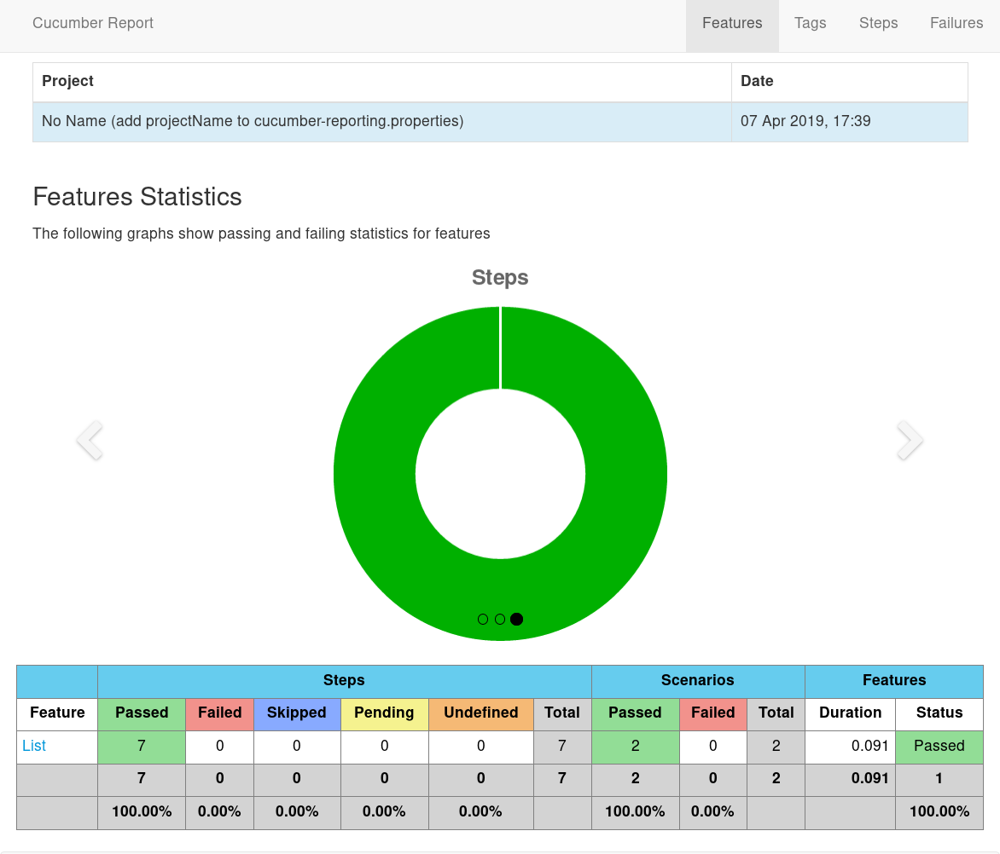 Cucumber Report Features Tags Steps Failures
Project Date
No Name (add projectName to cucumber-reporting.properties) 07 Apr 2019, 17:39
Features Statistics
The following graphs show passing and failing statistics for features
Steps
Steps Scenarios Features
Feature Passed Failed Skipped Pending Undefined Total Passed Failed Total Duration Status
List 7 0 0 0 0 7 2 0 2 0.091 Passed
7 0 0 0 0 7 2 0 2 0.091 1
100.00% 0.00% 0.00% 0.00% 0.00% 100.00% 0.00% 100.00%